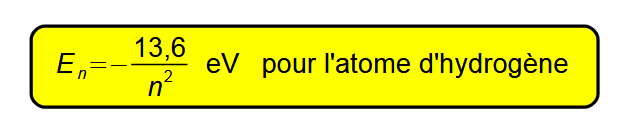 Eₙ=−13,6/n² eV pour l'atome d'hydrogène